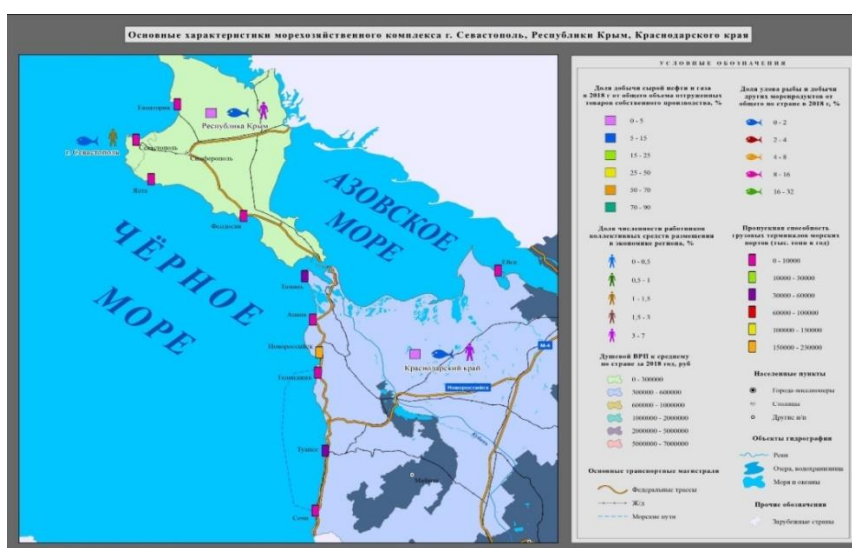 Основные характеристики морехозяйственного комплекса г. Севастополь, Республики Крым, Краснодарского края
Евпатория
Республика Крым
г. Севастополь
Севастополь
Симферополь
Ялта
Феодосия
АЗОВСКОЕ
МОРЕ
ЧЁРНОЕ
МОРЕ
Ейск
Тамань
Анапа
Новороссийск
Геленджик
Краснодарский край
Новороссийск
М-4
Кубань
Туапсе
Майкоп
Сочи
УСЛОВНЫЕ ОБОЗНАЧЕНИЯ
Доля добычи сырой нефти и газа
в 2018 г от общего объема отгруженных
товаров собственного производства, %
0 - 5
5 - 15
15 - 25
25 - 50
50 - 70
70 - 90
Доля улова рыбы и добычи
других морепродуктов от
общего по стране в 2018 г, %
0 - 2
2 - 4
4 - 8
8 - 16
16 - 32
Доля численности работников
коллективных средств размещения
в экономике региона, %
0 - 0,5
0,5 - 1
1 - 1,5
1,5 - 3
3 - 7
Пропускная способность
грузовых терминалов морских
портов (тыс. тонн в год)
0 - 10000
10000 - 30000
30000 - 60000
60000 - 100000
100000 - 150000
150000 - 230000
Душевой ВРП к среднему
по стране за 2018 год, руб
0 - 300000
300000 - 600000
600000 - 1000000
1000000 - 2000000
2000000 - 5000000
5000000 - 7000000
Населенные пункты
Города-миллионеры
Столицы
Другие н/п
Объекты гидрографии
Реки
Озера, водохранилища
Моря и океаны
Основные транспортные магистрали
Федеральные трассы
Ж/д
Морские пути
Прочие обозначения
Зарубежные страны